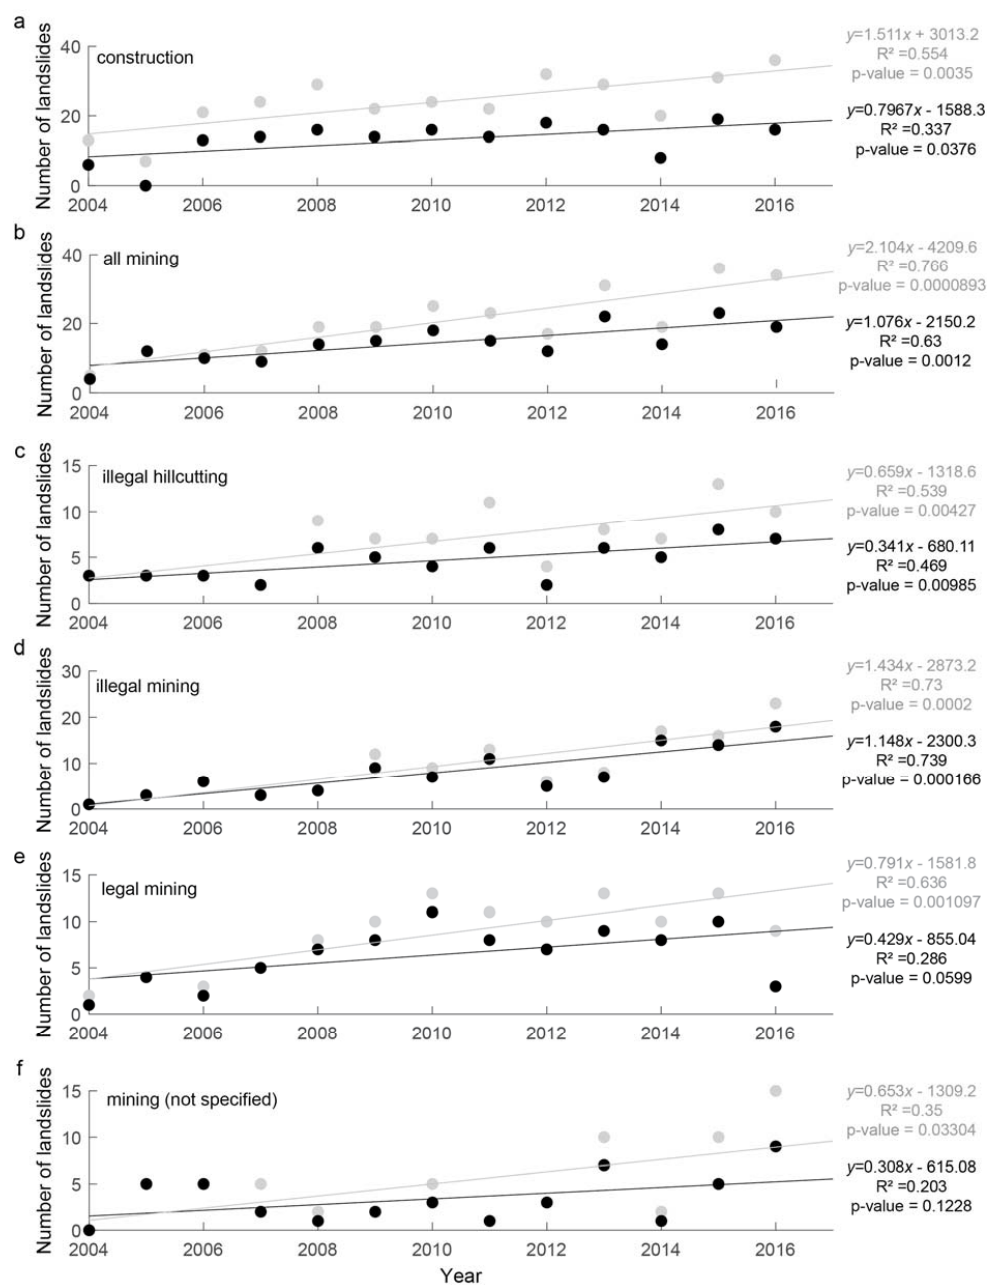 a
Number of landslides
40
20
0
construction
2004 2006 2008 2010 2012 2014 2016
y=1.511x + 3013.2
R² =0.554
p-value = 0.0035
y=0.7967x - 1588.3
R² =0.337
p-value = 0.0376
b
Number of landslides
40
20
0
all mining
2004 2006 2008 2010 2012 2014 2016
y=2.104x - 4209.6
R² =0.766
p-value = 0.0000893
y=1.076x - 2150.2
R² =0.63
p-value = 0.0012
c
Number of landslides
15
10
5
0
illegal hillcutting
2004 2006 2008 2010 2012 2014 2016
y=0.659x - 1318.6
R² =0.539
p-value = 0.00427
y=0.341x - 680.11
R² =0.469
p-value = 0.00985
d
Number of landslides
30
20
10
0
illegal mining
2004 2006 2008 2010 2012 2014 2016
y=1.434x - 2873.2
R² =0.73
p-value = 0.0002
y=1.148x - 2300.3
R² =0.739
p-value = 0.000166
e
Number of landslides
15
10
5
0
legal mining
2004 2006 2008 2010 2012 2014 2016
y=0.791x - 1581.8
R² =0.636
p-value = 0.001097
y=0.429x - 855.04
R² =0.286
p-value = 0.0599
f
Number of landslides
15
10
5
0
mining (not specified)
2004 2006 2008 2010 2012 2014 2016
Year
y=0.653x - 1309.2
R² =0.35
p-value = 0.03304
y=0.308x - 615.08
R² =0.203
p-value = 0.1228